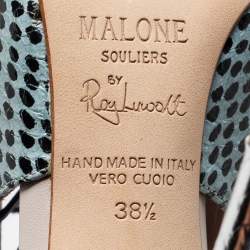 MALONE
SOULIERS
BY
Roy Luwolt
HAND MADE IN ITALY
VERO CUOIO
38½